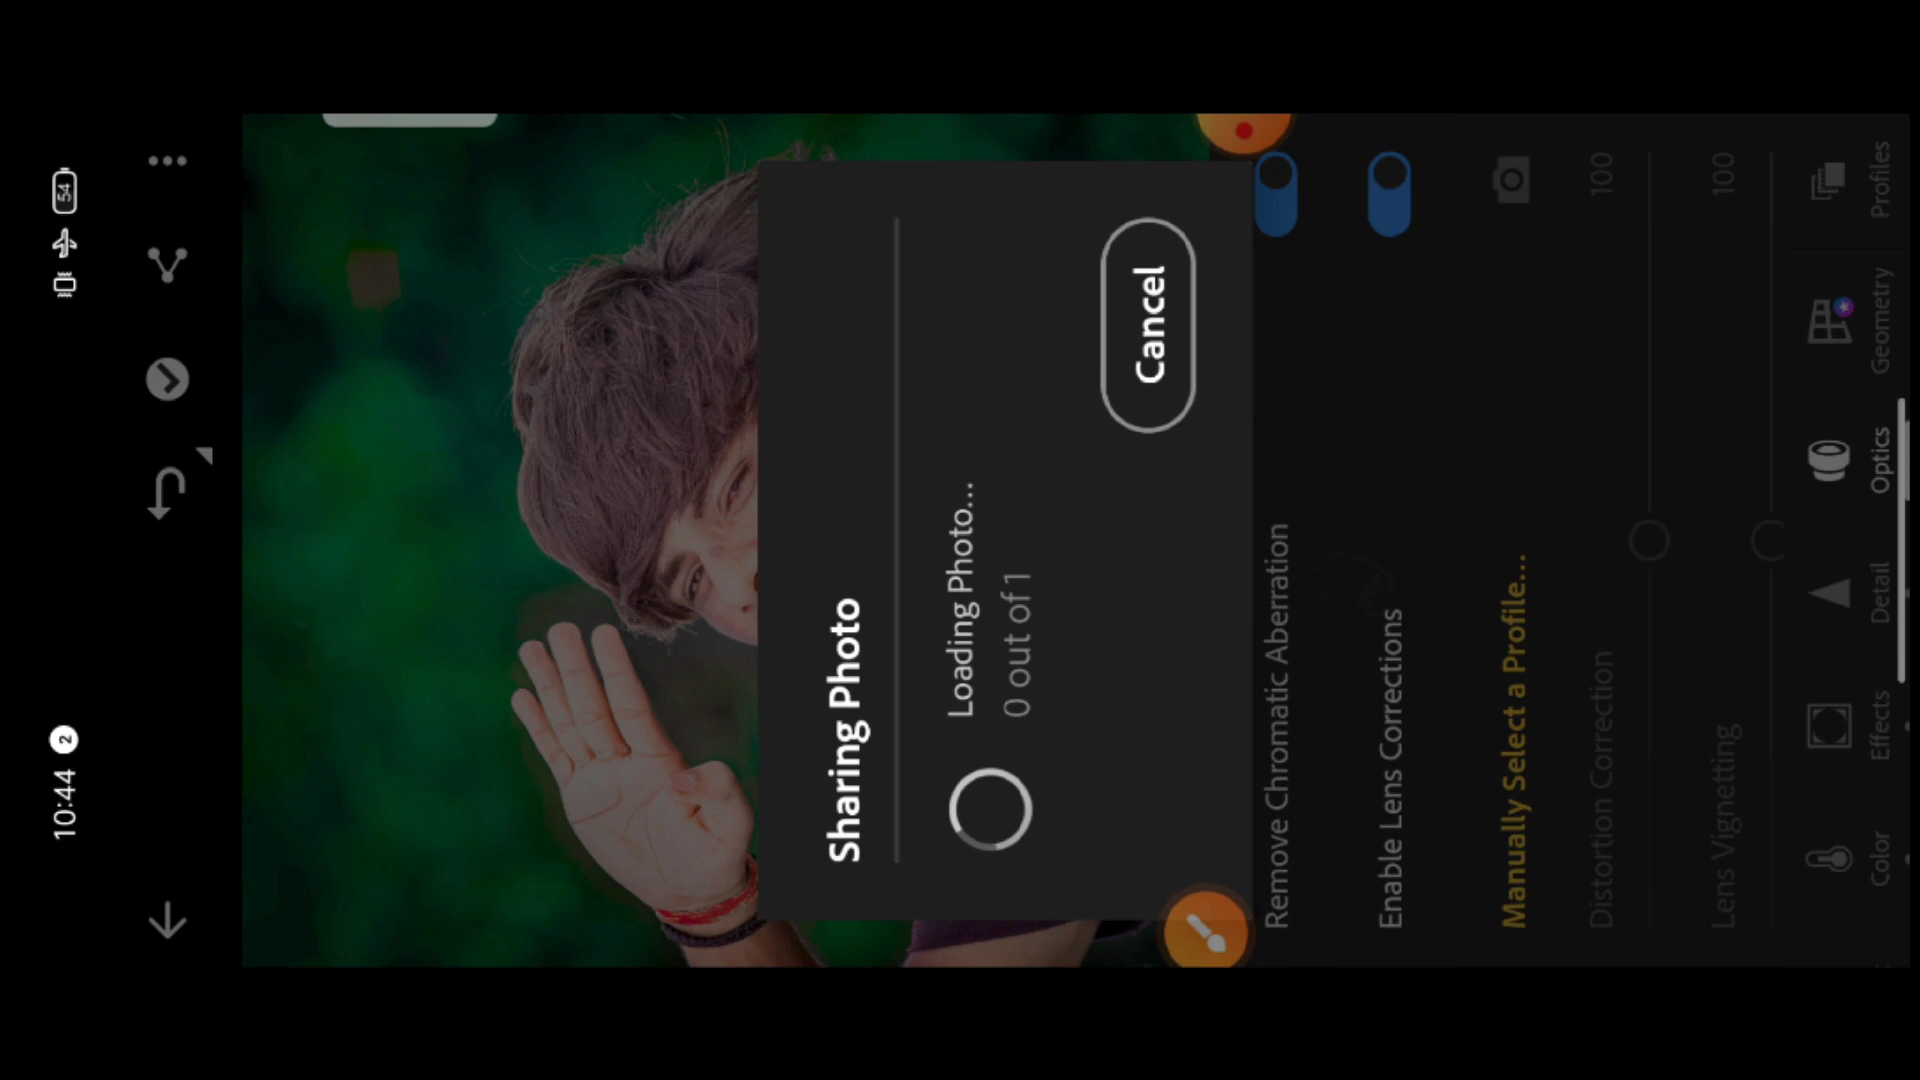 10:44 2
54
Sharing Photo
Loading Photo...
0 out of 1
Cancel
Remove Chromatic Aberration
Enable Lens Corrections
Manually Select a Profile...
Distortion Correction 100
Lens Vignetting 100
Color Effects Detail Optics Geometry Profiles